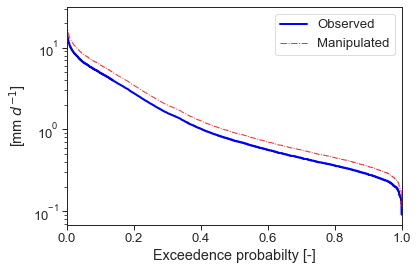 Observed
Manipulated
[mm d⁻¹]
10¹
10⁰
10⁻¹
0.0 0.2 0.4 0.6 0.8 1.0
Exceedence probabilty [-]